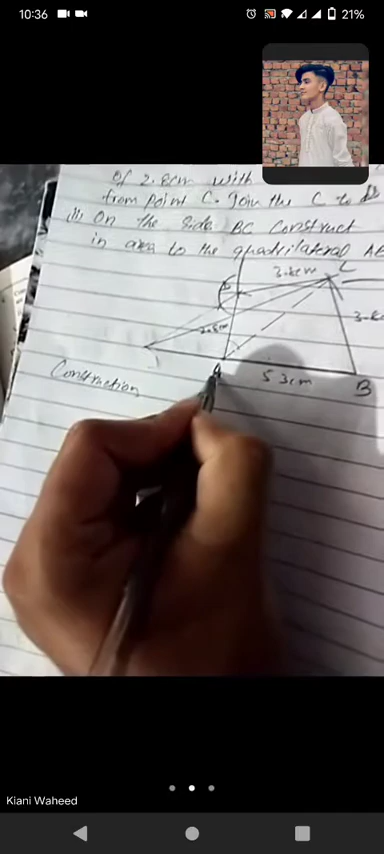 10:36
21%
of 2.8cm with
from point C. Join the C to D
iii) On the side BC Construct
in area to the quadrilateral AB
3.8cm C
D
2.8cm
A 5.3cm B
Construction
Kiani Waheed